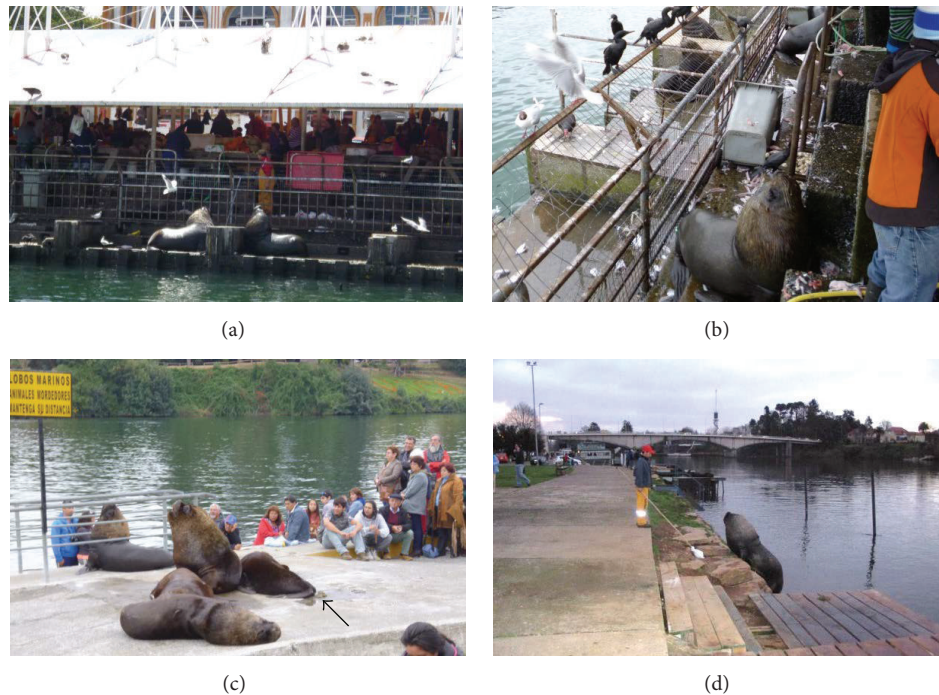 (a)
(b)
LOBOS MARINOS
ANIMALES MORDEDORES
MANTENGA SU DISTANCIA
(c)
(d)